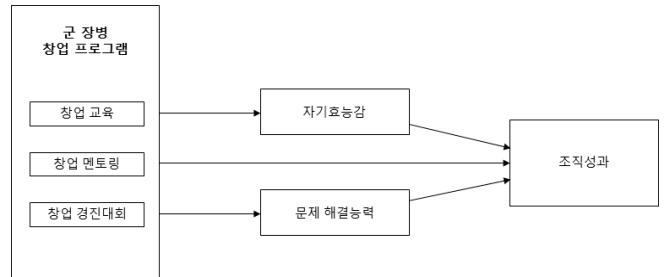 군 장병
창업 프로그램
창업 교육
자기효능감
창업 멘토링
조직성과
창업 경진대회
문제 해결능력